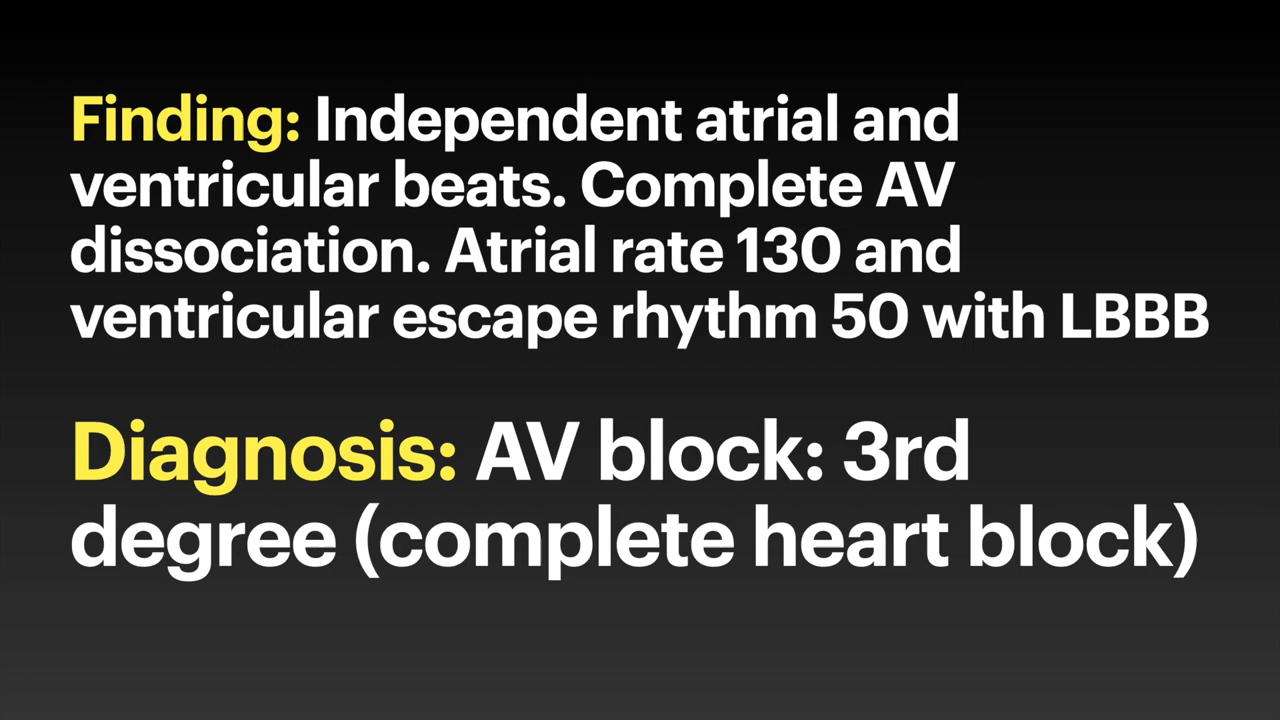 Finding: Independent atrial and
ventricular beats. Complete AV
dissociation. Atrial rate 130 and
ventricular escape rhythm 50 with LBBB
Diagnosis: AV block: 3rd
degree (complete heart block)